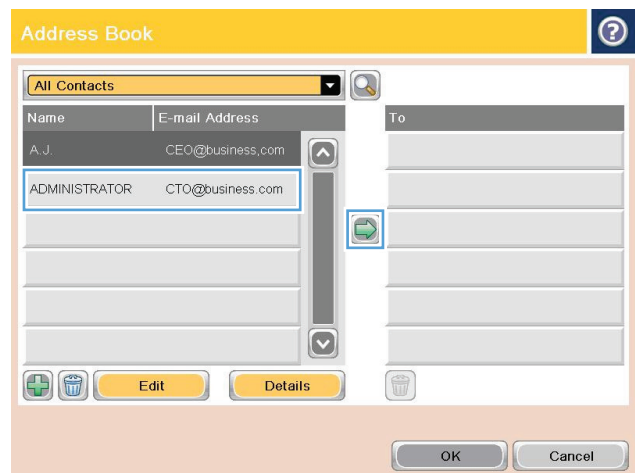 Address Book
?
All Contacts
Name E-mail Address To
A.J. CEO@business,com
ADMINISTRATOR CTO@business.com
Edit Details
OK Cancel